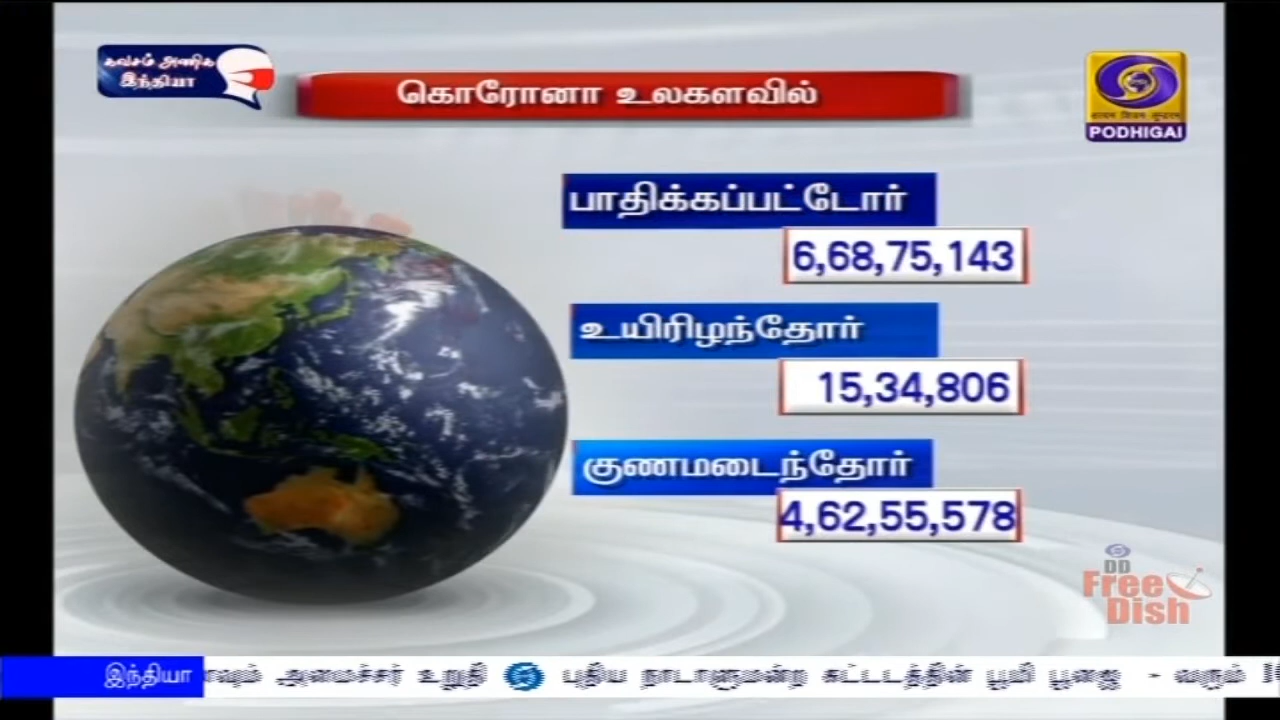 கவசம் அணிக
இந்தியா
கொரோனா உலகளவில்
PODHIGAI
பாதிக்கப்பட்டோர்
6,68,75,143
உயிரிழந்தோர்
15,34,806
குணமடைந்தோர்
4,62,55,578
DD
Free
Dish
இந்தியா அமைச்சர் உறுதி புதிய நாடாளுமன்ற கட்டடத்தின் பூமி பூஜை - வரும்